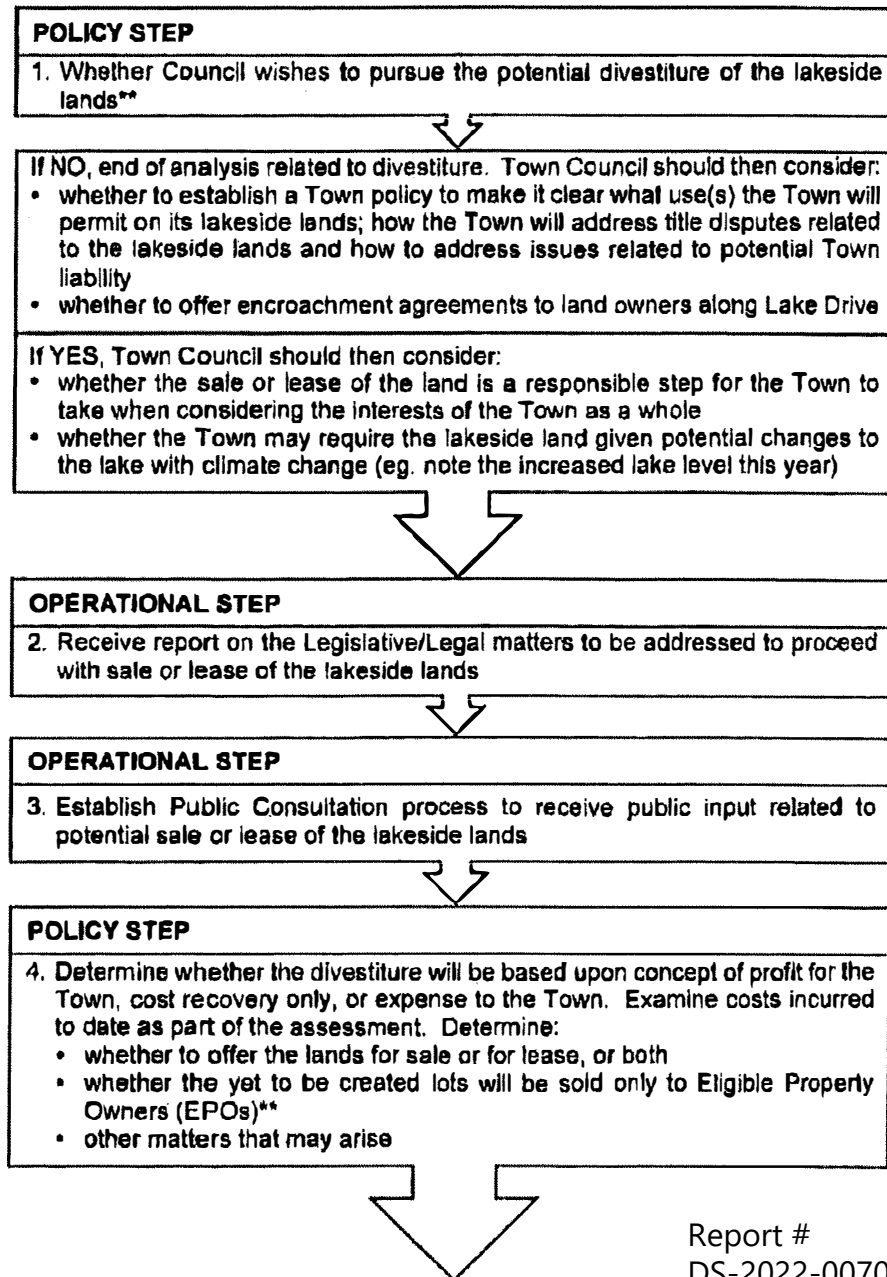 POLICY STEP
1. Whether Council wishes to pursue the potential divestiture of the lakeside
lands**
If NO, end of analysis related to divestiture. Town Council should then consider:
• whether to establish a Town policy to make it clear what use(s) the Town will
permit on its lakeside lands; how the Town will address title disputes related
to the lakeside lands and how to address issues related to potential Town
liability
• whether to offer encroachment agreements to land owners along Lake Drive
If YES, Town Council should then consider:
• whether the sale or lease of the land is a responsible step for the Town to
take when considering the interests of the Town as a whole
• whether the Town may require the lakeside land given potential changes to
the lake with climate change (eg. note the increased lake level this year)
OPERATIONAL STEP
2. Receive report on the Legislative/Legal matters to be addressed to proceed
with sale or lease of the lakeside lands
OPERATIONAL STEP
3. Establish Public Consultation process to receive public input related to
potential sale or lease of the lakeside lands
POLICY STEP
4. Determine whether the divestiture will be based upon concept of profit for the
Town, cost recovery only, or expense to the Town. Examine costs incurred
to date as part of the assessment. Determine:
• whether to offer the lands for sale or for lease, or both
• whether the yet to be created lots will be sold only to Eligible Property
Owners (EPOs)**
• other matters that may arise
Report #
DS-2022-0070